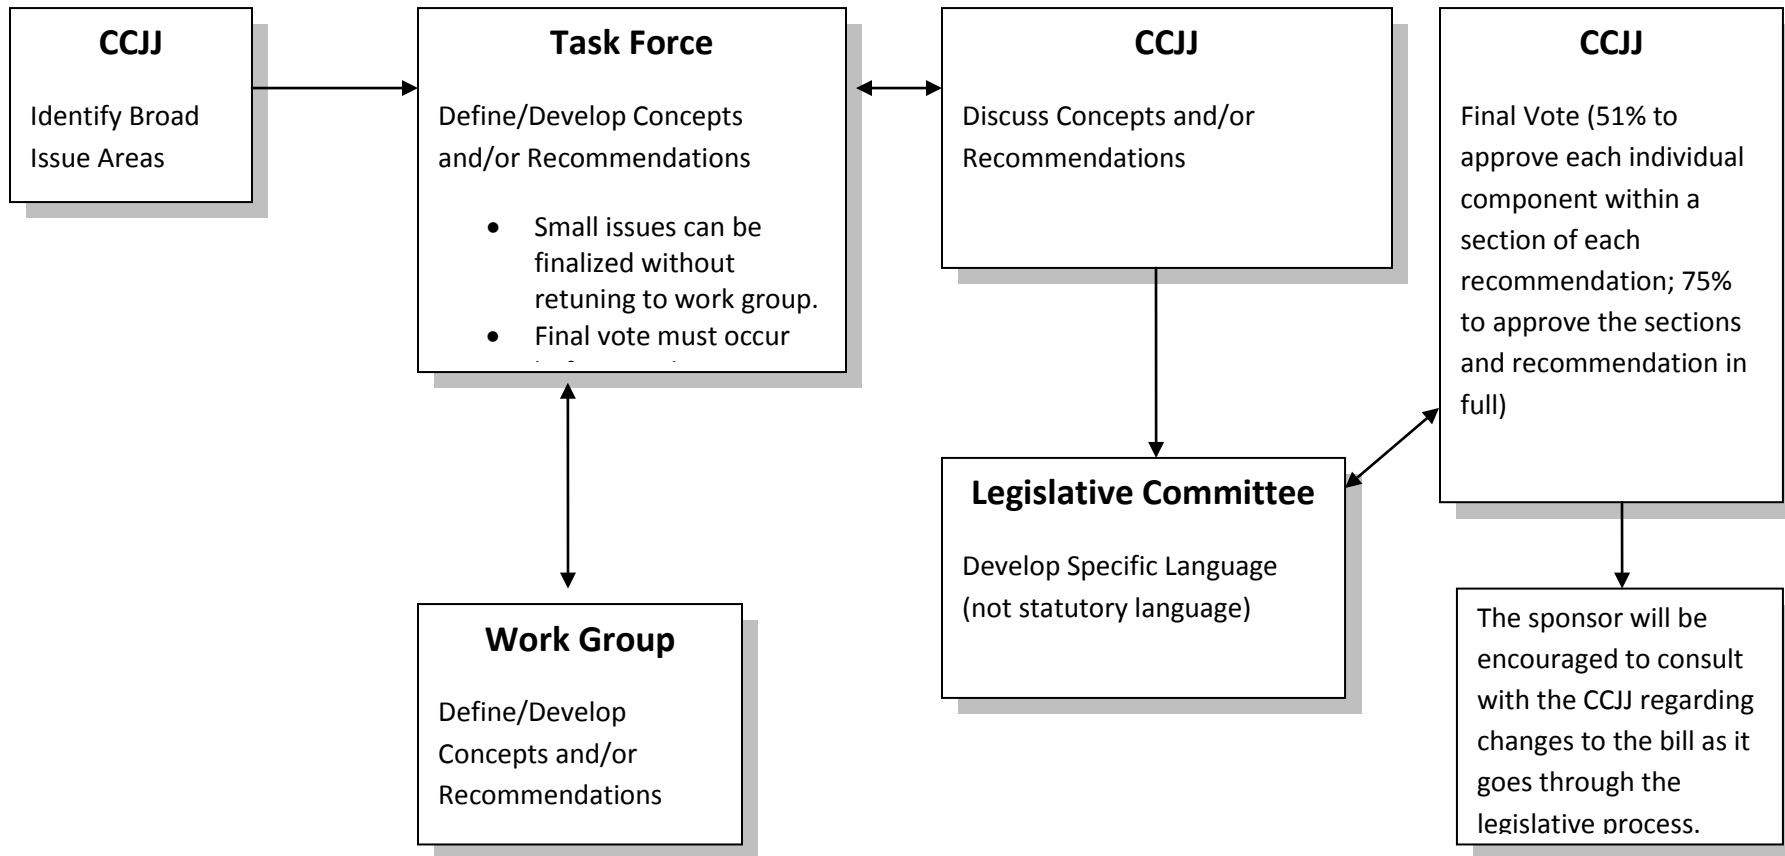 CCJJ
Identify Broad
Issue Areas
Task Force
Define/Develop Concepts
and/or Recommendations
• Small issues can be
finalized without
retuning to work group.
• Final vote must occur
CCJJ
Discuss Concepts and/or
Recommendations
CCJJ
Final Vote (51% to
approve each individual
component within a
section of each
recommendation; 75%
to approve the sections
and recommendation in
full)
Legislative Committee
Develop Specific Language
(not statutory language)
Work Group
Define/Develop
Concepts and/or
Recommendations
The sponsor will be
encouraged to consult
with the CCJJ regarding
changes to the bill as it
goes through the
legislative process.